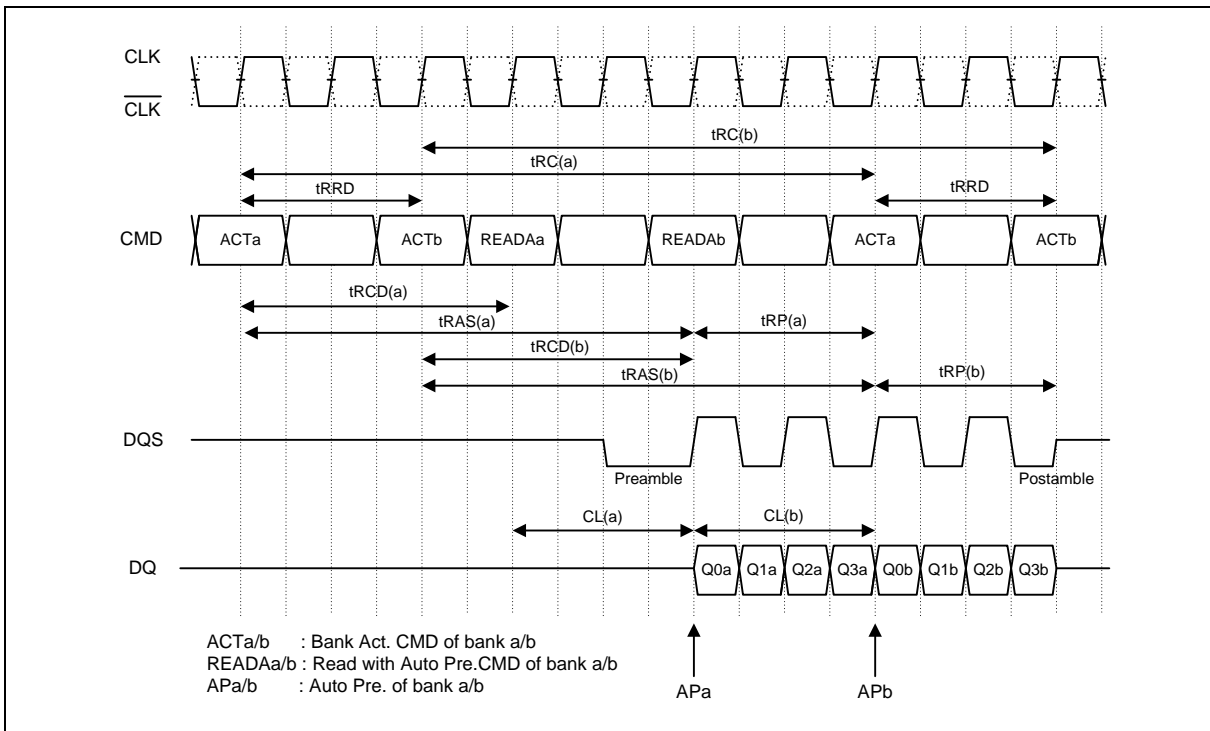 CLK
CLK
tRC(b)
tRC(a)
tRRD
tRRD
CMD
ACTa
ACTb
READAa
READAb
ACTa
ACTb
tRCD(a)
tRAS(a)
tRP(a)
tRCD(b)
tRAS(b)
tRP(b)
DQS
Preamble
Postamble
CL(a)
CL(b)
DQ
Q0a
Q1a
Q2a
Q3a
Q0b
Q1b
Q2b
Q3b
ACTa/b : Bank Act. CMD of bank a/b
READAa/b : Read with Auto Pre.CMD of bank a/b
APa/b : Auto Pre. of bank a/b
APa
APb